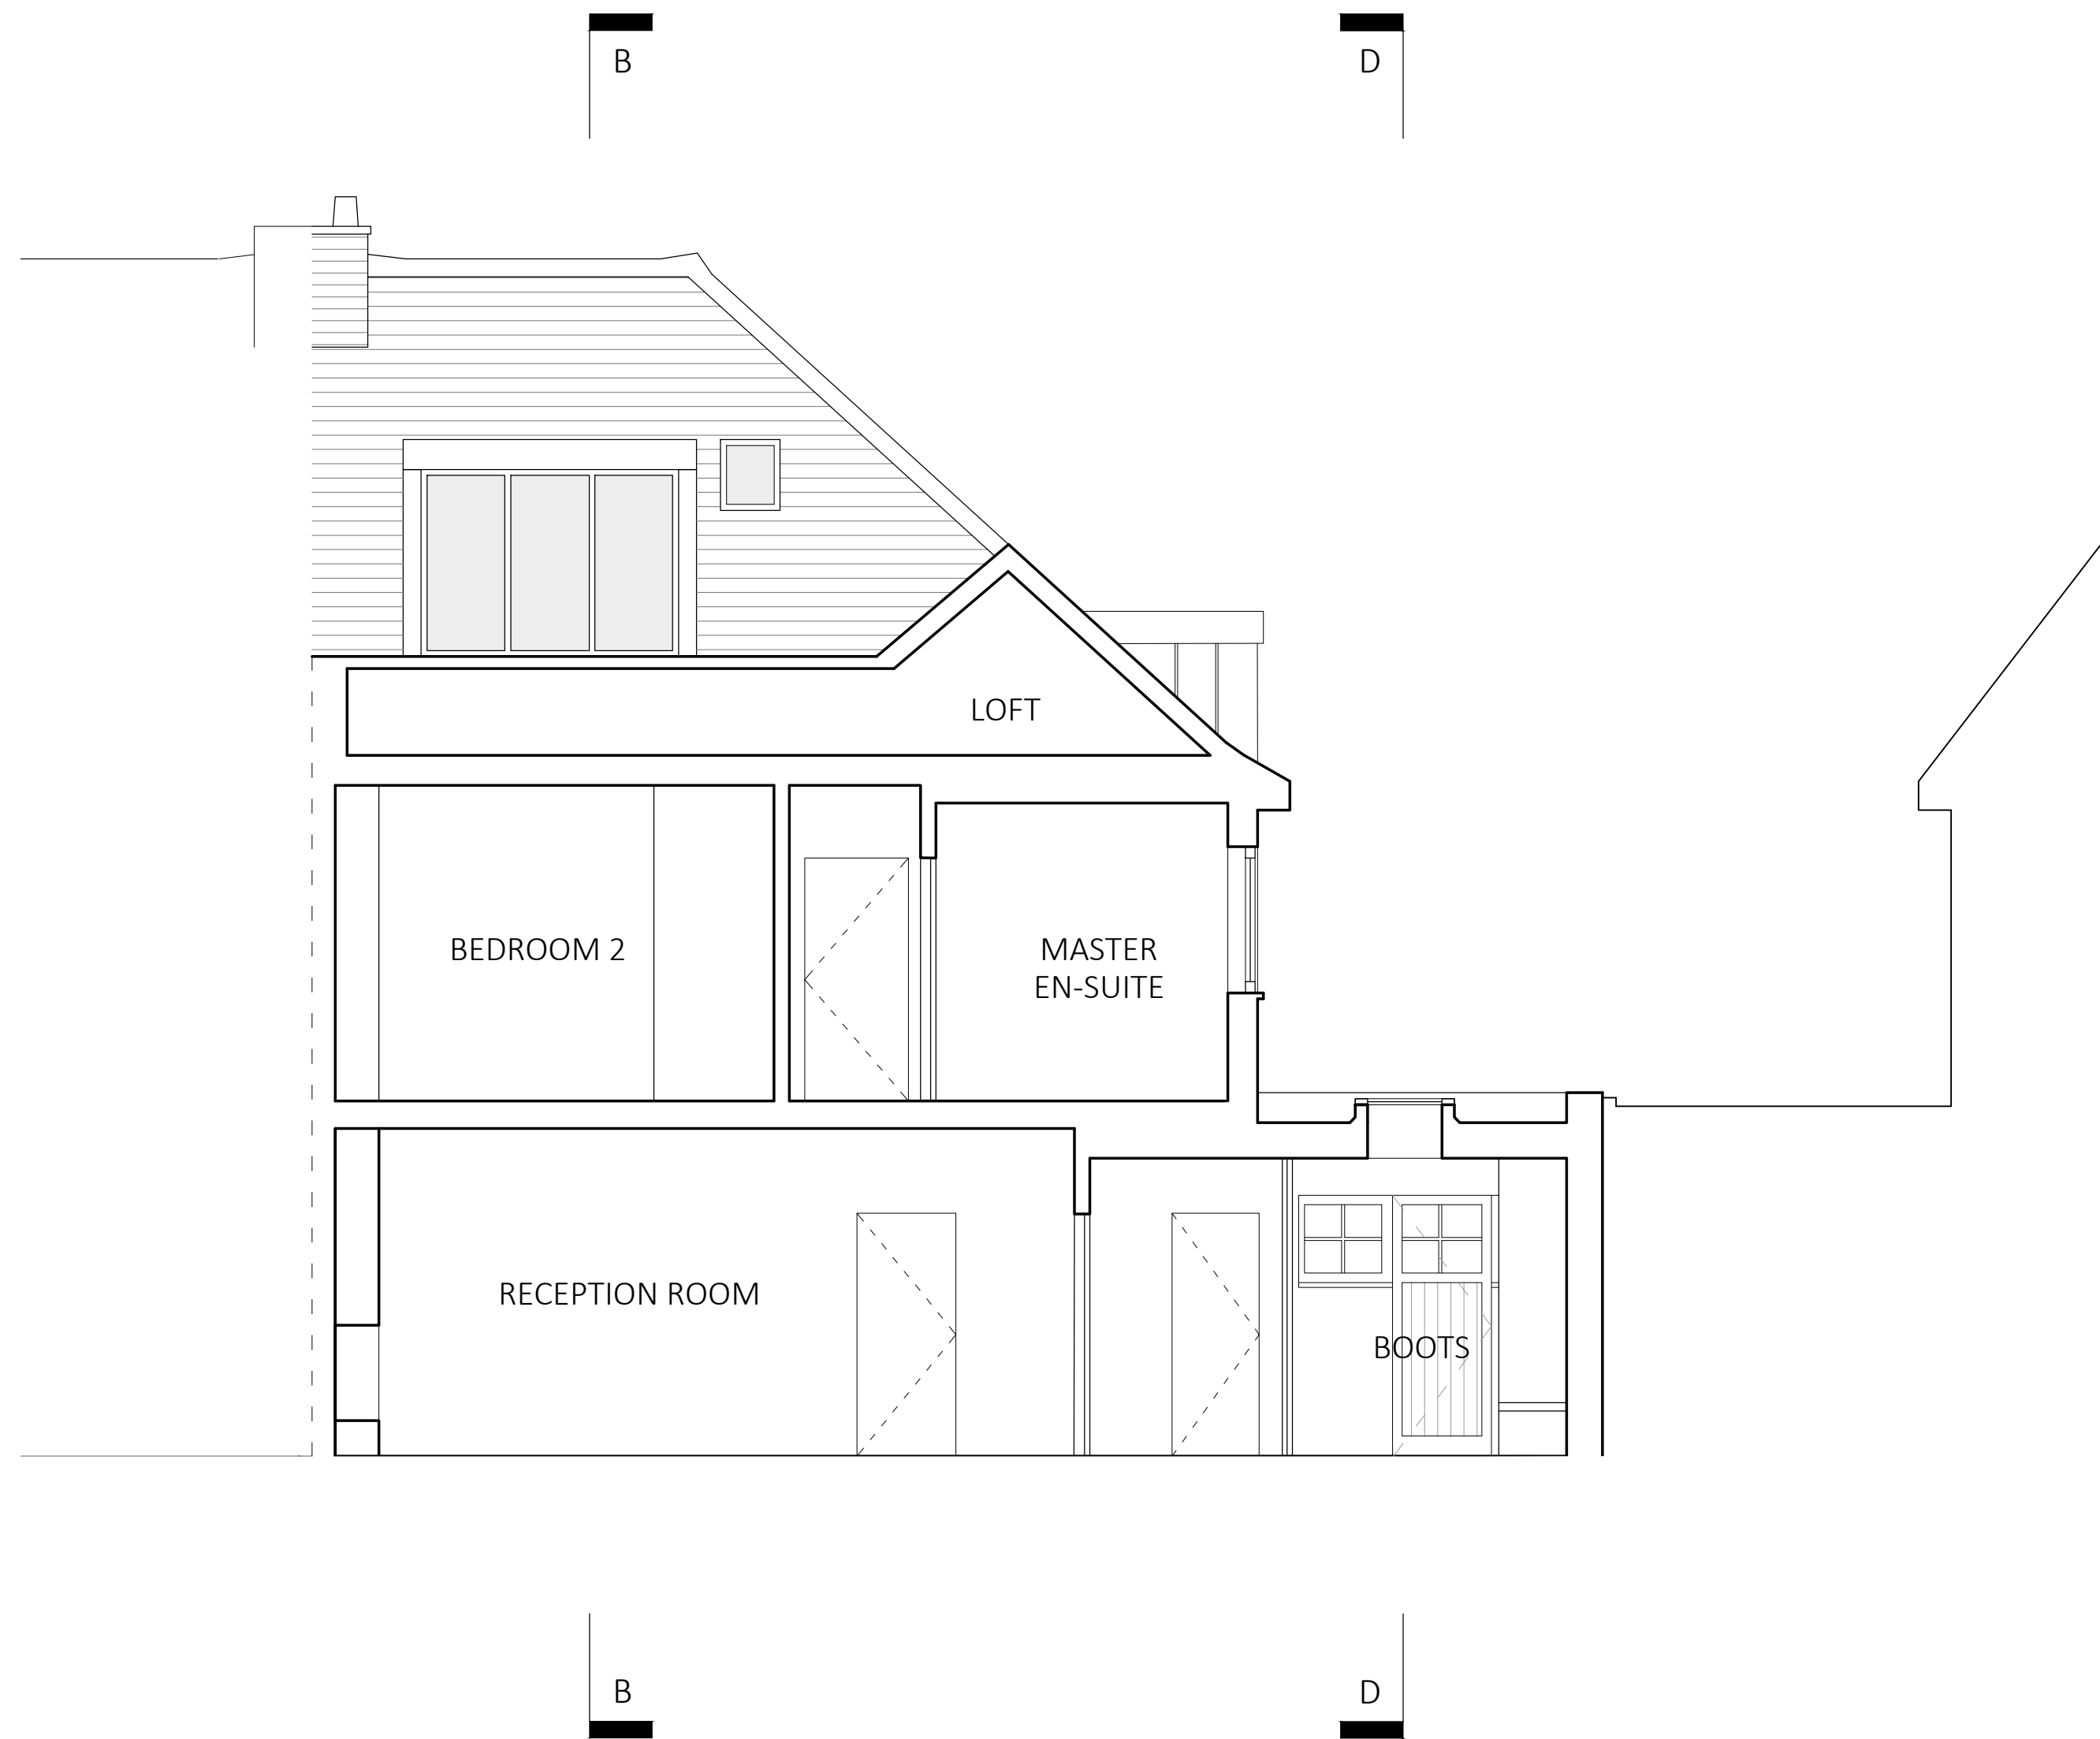 B
D
LOFT
BEDROOM 2
MASTER
EN-SUITE
RECEPTION ROOM
BOOTS
B
D